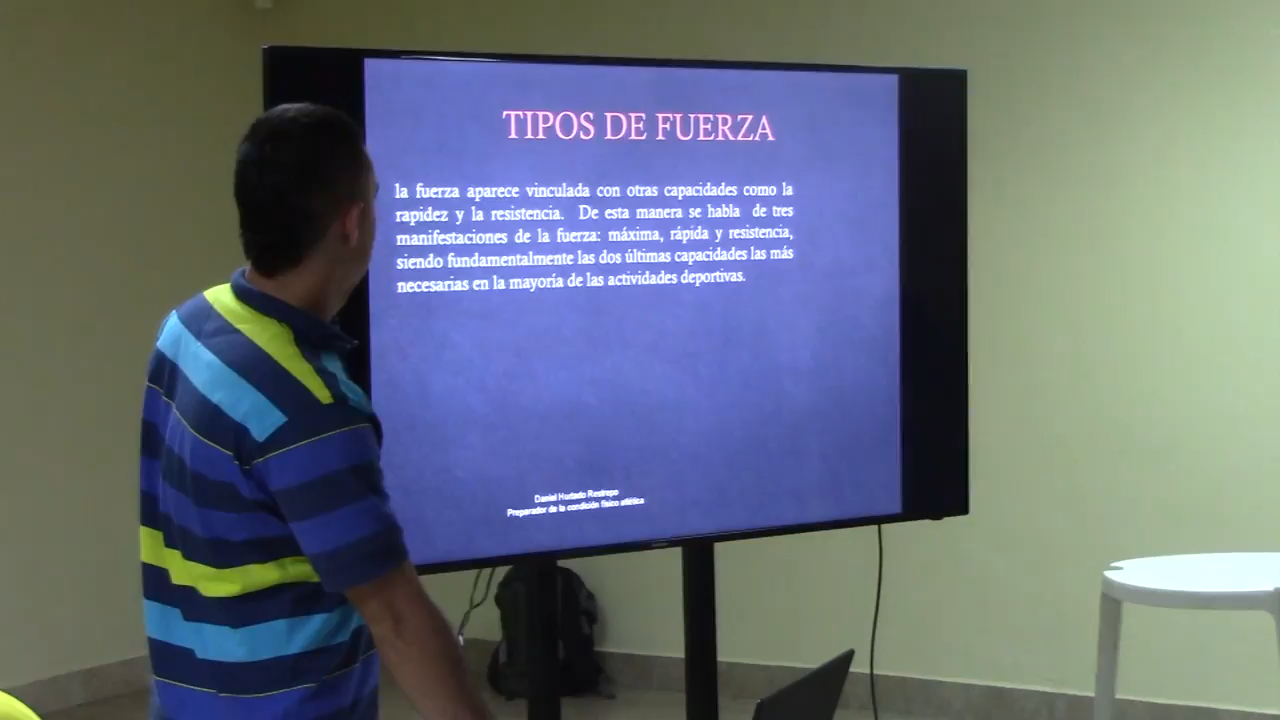 TIPOS DE FUERZA
la fuerza aparece vinculada con otras capacidades como la
rapidez y la resistencia. De esta manera se habla de tres
manifestaciones de la fuerza: máxima, rápida y resistencia,
siendo fundamentalmente las dos últimas capacidades las más
necesarias en la mayoría de las actividades deportivas.
Daniel Hurtado Restrepo
Preparador de la condición físico atlética